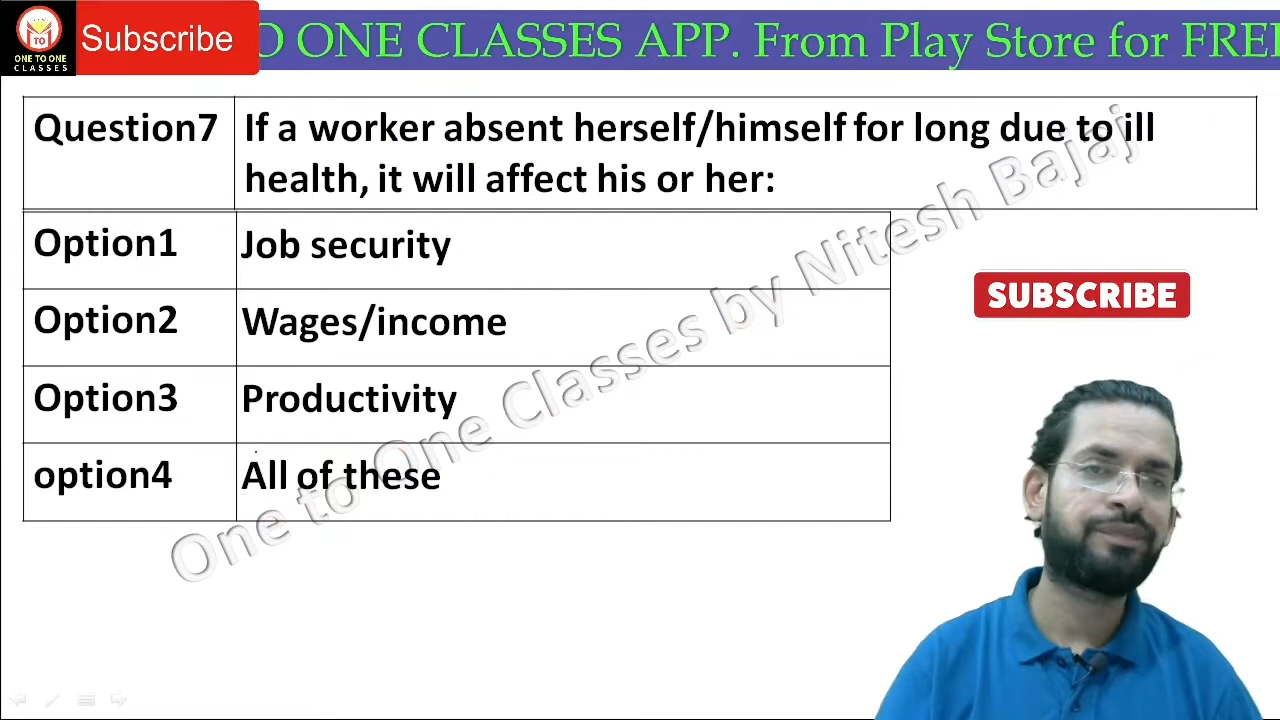 Subscribe
O ONE CLASSES APP. From Play Store for FREE
TO
ONE TO ONE
CLASSES
Question7
If a worker absent herself/himself for long due to ill
health, it will affect his or her:
Option1
Job security
SUBSCRIBE
Option2
Wages/income
Option3
Productivity
option4
All of these
One to One Classes by Nitesh Bajaj